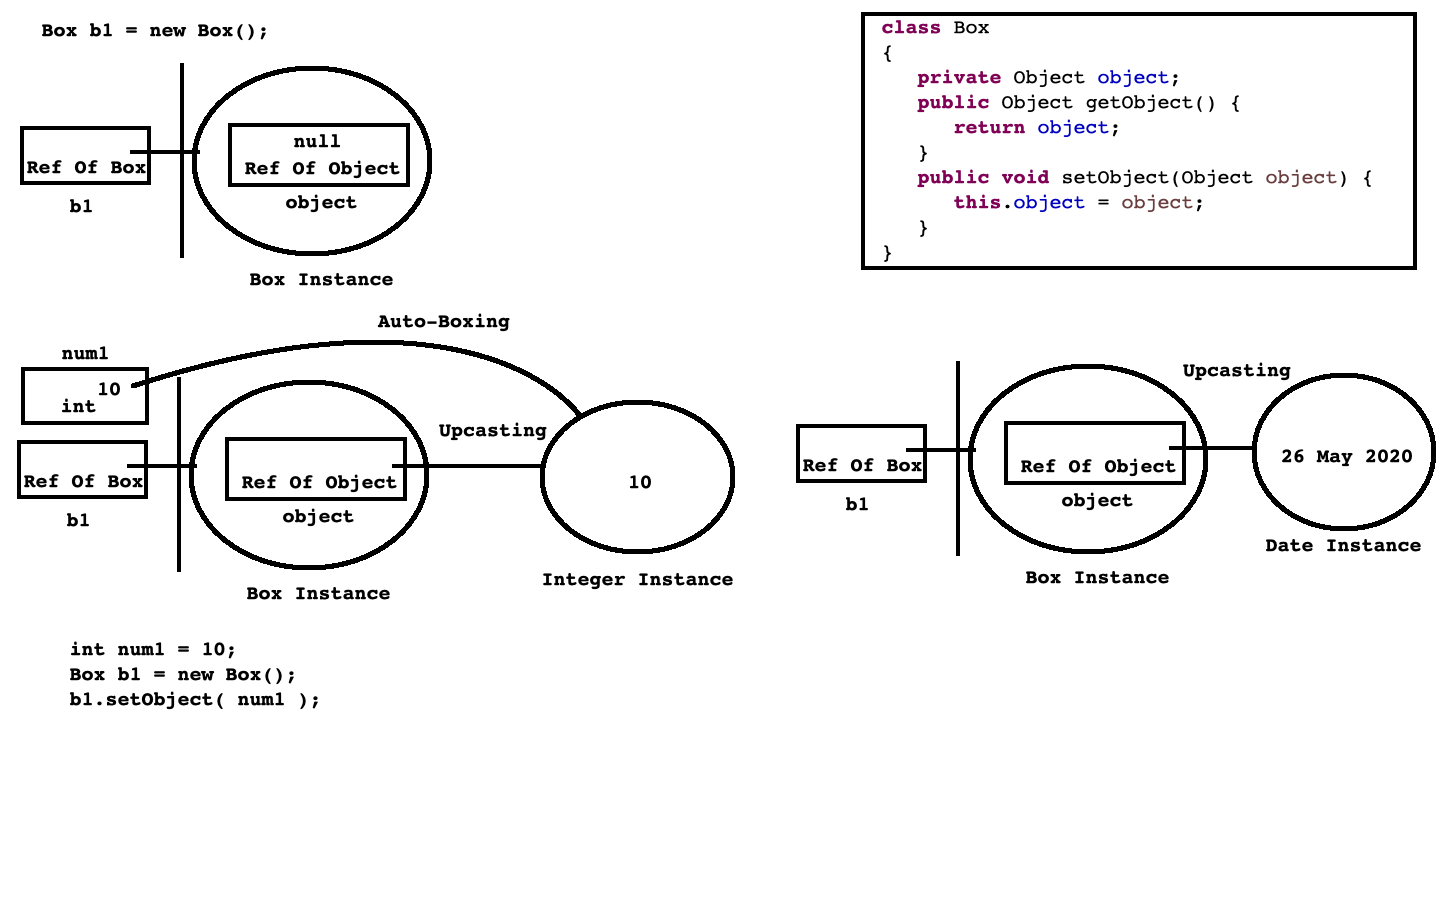 Box b1 = new Box();
null
Ref Of Box
Ref Of Object
b1
object
Box Instance
class Box
{
private Object object;
public Object getObject() {
return object;
}
public void setObject(Object object) {
this.object = object;
}
}
Auto-Boxing
num1
10
int
Upcasting
Ref Of Box
Ref Of Object
10
b1
object
Integer Instance
Box Instance
Upcasting
Ref Of Box
Ref Of Object
26 May 2020
b1
object
Date Instance
Box Instance
int num1 = 10;
Box b1 = new Box();
b1.setObject( num1 );